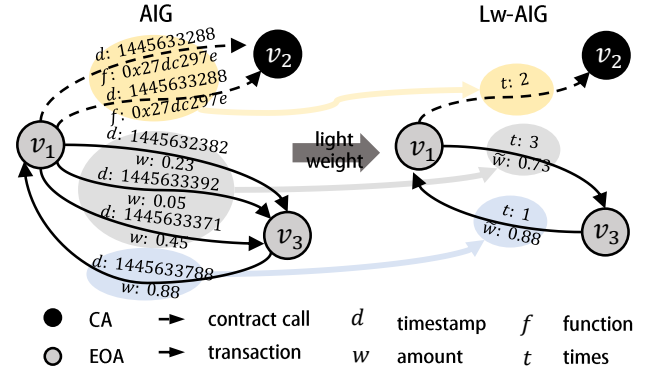 AIG
Lw-AIG
d: 1445633288
f: 0x27dc297e
d: 1445633288
f: 0x27dc297e
v2
v2
t: 2
d: 1445632382
w: 0.23
v1
light
weight
v1
t: 3
w̃: 0.73
d: 1445633392
w: 0.05
d: 1445633371
w: 0.45
v3
t: 1
w̃: 0.88
v3
d: 1445633788
w: 0.88
CA
contract call
d
timestamp
f
function
EOA
transaction
w
amount
t
times